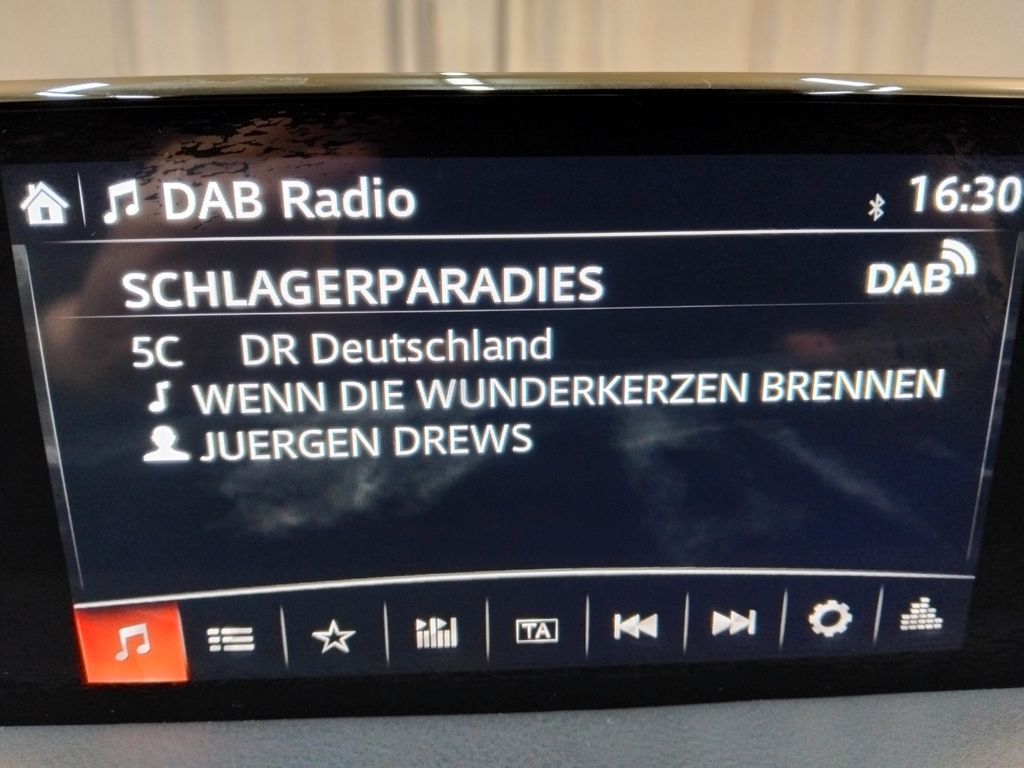 DAB Radio 16:30
SCHLAGERPARADIES DAB
5C DR Deutschland
WENN DIE WUNDERKERZEN BRENNEN
JUERGEN DREWS
TA